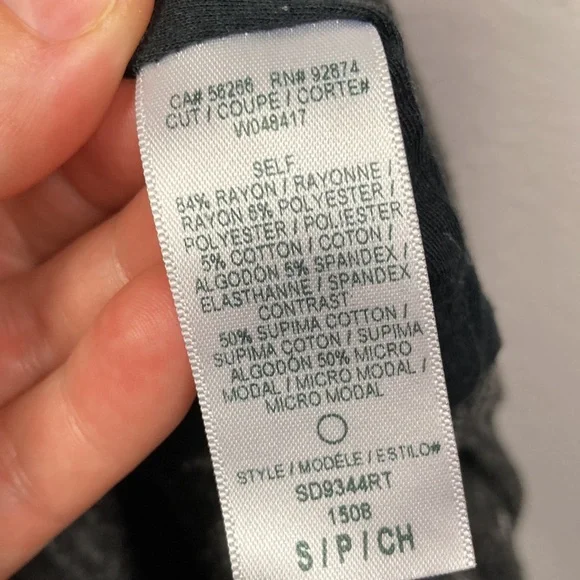 CA# 56266 RN# 92874
CUT / COUPE / CORTE#
W048417
SELF
84% RAYON / RAYONNE /
RAYON 6% POLYESTER /
POLYESTER / POLIESTER
5% COTTON / COTON /
ALGODÓN 5% SPANDEX /
ELASTHANNE / SPANDEX
CONTRAST
50% SUPIMA COTTON /
SUPIMA COTON / SUPIMA
ALGODÓN 50% MICRO
MODAL / MICRO MODAL /
MICRO MODAL
STYLE / MODÈLE / ESTILO#
SD9344RT
1508
S / P / CH